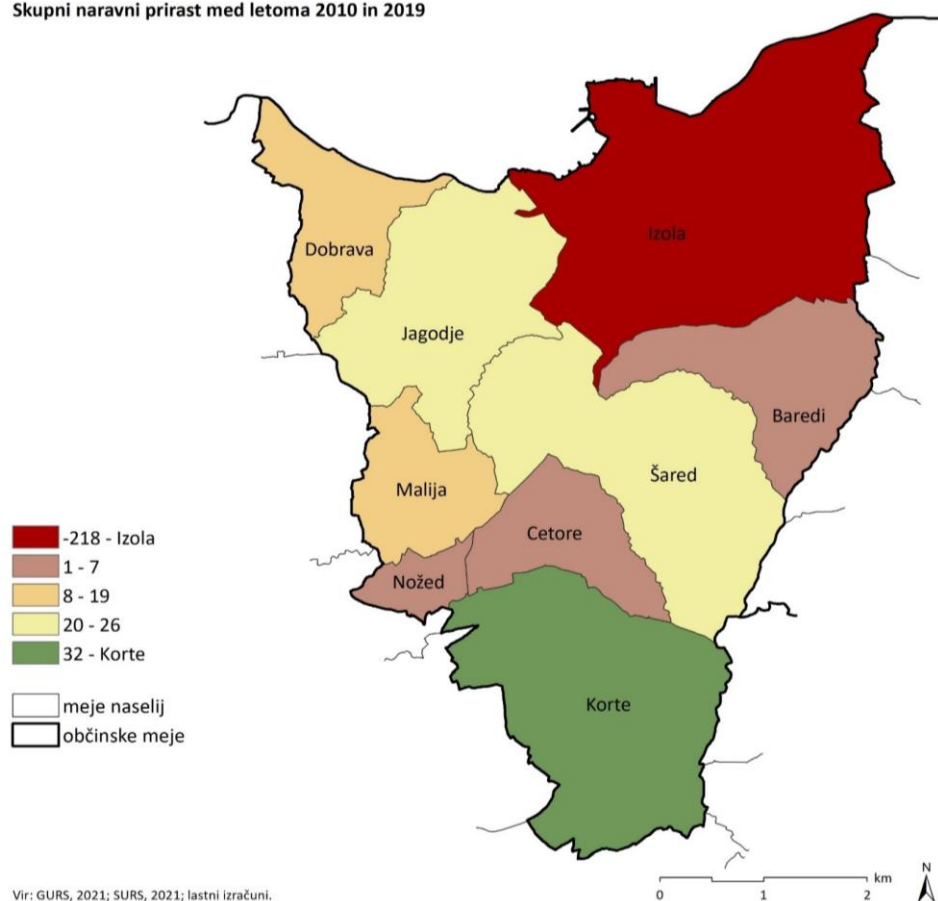 Skupni naravni prirast med letoma 2010 in 2019
Izola
Dobrava
Jagodje
Baredi
Šared
Malija
Cetore
Nožed
Korte
-218 - Izola
1 - 7
8 - 19
20 - 26
32 - Korte
meje naselij
občinske meje
Vir: GURS, 2021; SURS, 2021; lastni izračuni.
0 1 2 km
N